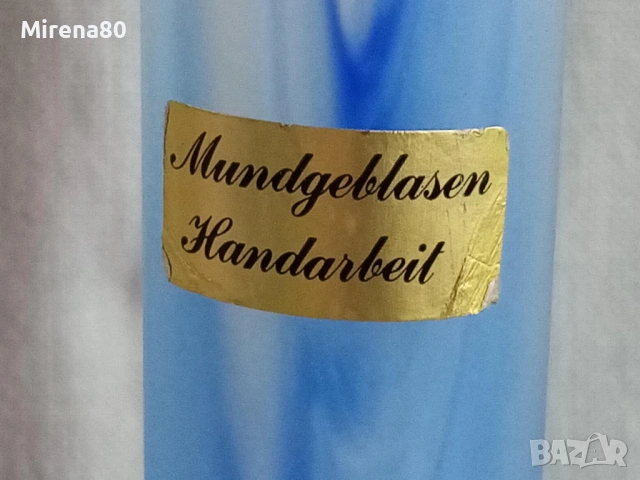 Mirena80
Mundgeblasen
Handarbeit
BAZAR